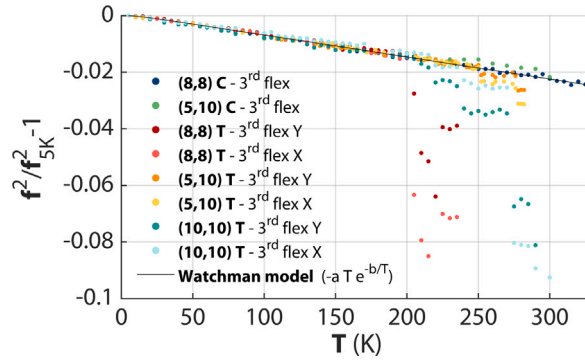 0
-0.02
-0.04
-0.06
-0.08
-0.1
f²/f²5K-1
(8,8) C - 3rd flex
(5,10) C - 3rd flex
(8,8) T - 3rd flex Y
(8,8) T - 3rd flex X
(5,10) T - 3rd flex Y
(5,10) T - 3rd flex X
(10,10) T - 3rd flex Y
(10,10) T - 3rd flex X
Watchman model (-a T e-b/T)
0 50 100 150 200 250 300
T (K)